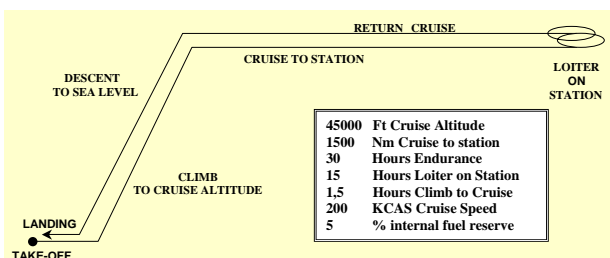 RETURN CRUISE
CRUISE TO STATION
LOITER
ON
STATION
DESCENT
TO SEA LEVEL
45000 Ft Cruise Altitude
1500 Nm Cruise to station
30 Hours Endurance
15 Hours Loiter on Station
1,5 Hours Climb to Cruise
200 KCAS Cruise Speed
5 % internal fuel reserve
CLIMB
TO CRUISE ALTITUDE
LANDING
TAKE-OFF